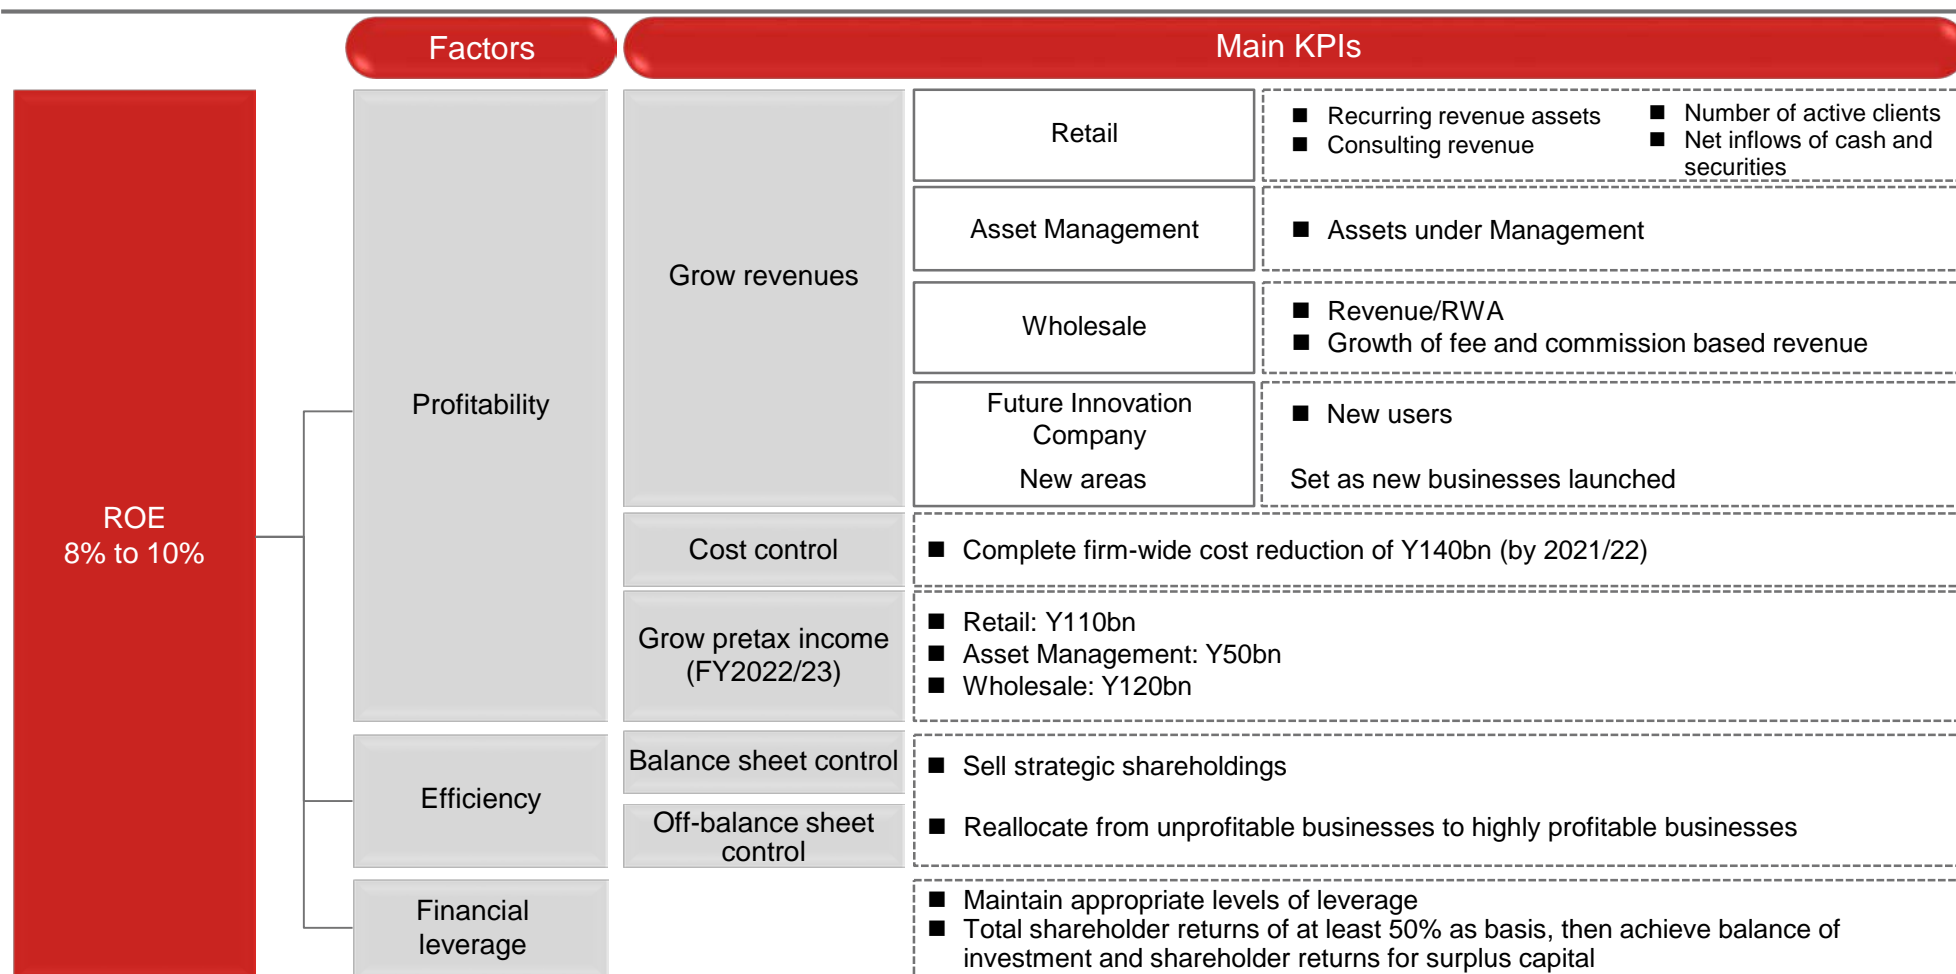 Factors
Main KPIs
ROE
8% to 10%
Profitability
Grow revenues
Retail
■ Recurring revenue assets
■ Consulting revenue
■ Number of active clients
■ Net inflows of cash and
securities
Asset Management
■ Assets under Management
Wholesale
■ Revenue/RWA
■ Growth of fee and commission based revenue
Future Innovation
Company
■ New users
New areas
Set as new businesses launched
Cost control
■ Complete firm-wide cost reduction of Y140bn (by 2021/22)
Grow pretax income
(FY2022/23)
■ Retail: Y110bn
■ Asset Management: Y50bn
■ Wholesale: Y120bn
Efficiency
Balance sheet control
■ Sell strategic shareholdings
Off-balance sheet
control
■ Reallocate from unprofitable businesses to highly profitable businesses
Financial
leverage
■ Maintain appropriate levels of leverage
■ Total shareholder returns of at least 50% as basis, then achieve balance of
investment and shareholder returns for surplus capital